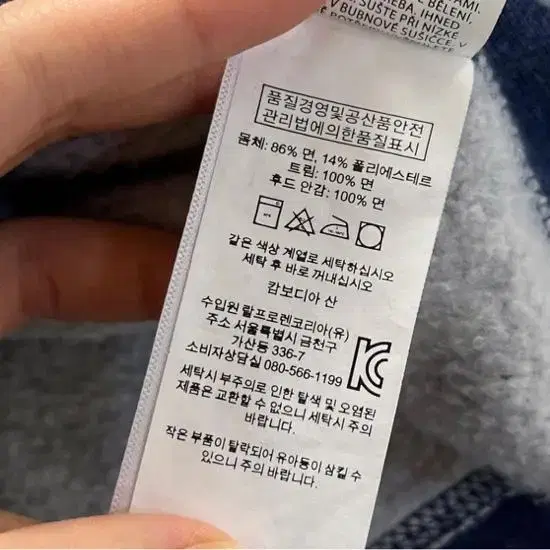 BĚLENÍ,
IHNED
SUŠTE PŘI NÍZKÉ
V BUBNOVÉ SUŠIČCE, V
품질경영및공산품안전
관리법에의한품질표시
몸체: 86% 면, 14% 폴리에스테르
트림: 100% 면
후드 안감: 100% 면
같은 색상 계열로 세탁하십시오
세탁 후 바로 꺼내십시오
캄보디아 산
수입원 랄프로렌코리아(유)
주소 서울특별시 금천구
가산동 336-7
소비자상담실 080-566-1199
세탁시 부주의로 인한 탈색 및 오염된
제품은 교환할 수 없으니 세탁시 주의
바랍니다.
작은 부품이 탈락되어 유아동이 삼킬 수
있으니 주의 바랍니다.